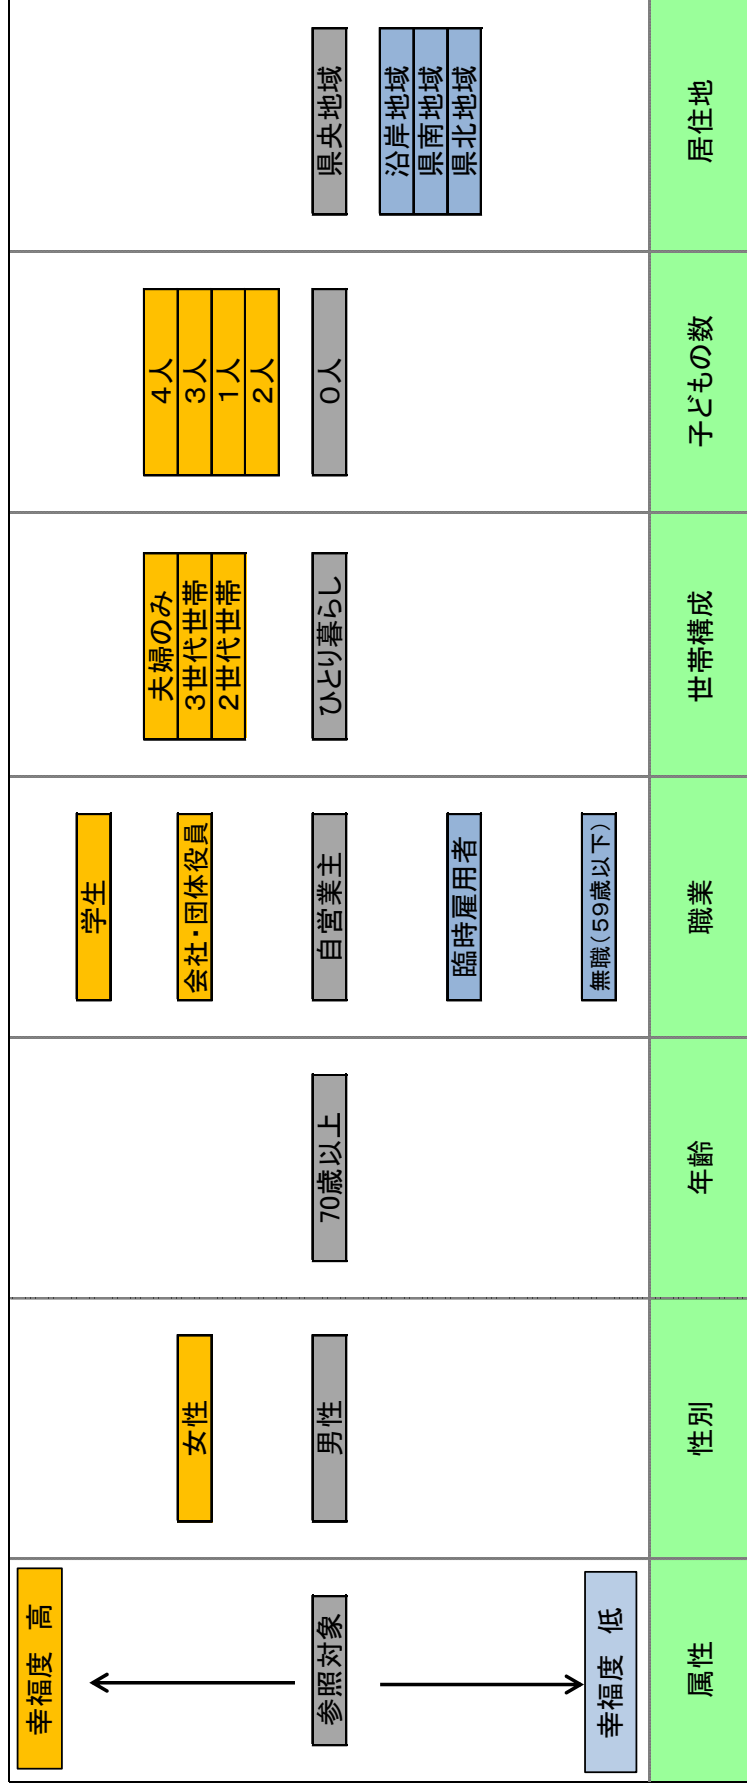 属性
幸福度 高
参照対象
幸福度 低
性別
女性
男性
年齢
70歳以上
職業
学生
会社・団体役員
自営業主
臨時雇用者
無職(59歳以下)
世帯構成
夫婦のみ
3世代世帯
2世代世帯
ひとり暮らし
子どもの数
4人
3人
1人
2人
0人
居住地
県央地域
沿岸地域
県南地域
県北地域